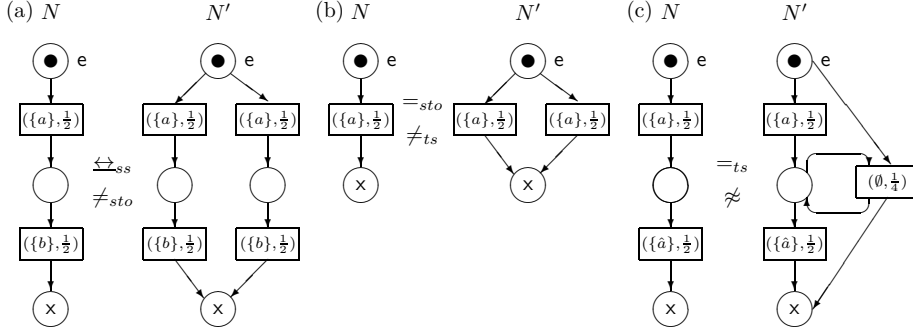 (a) N N′ (b) N N′ (c) N N′
e e e e e e
({a},½) ({a},½) ({a},½) ({a},½) =sto ({a},½) ({a},½) ({a},½) ({a},½)
≠ts
↔ss x x =ts (∅,¼)
≠sto ≉
({b},½) ({b},½) ({b},½) ({â},½) ({â},½)
x x x x